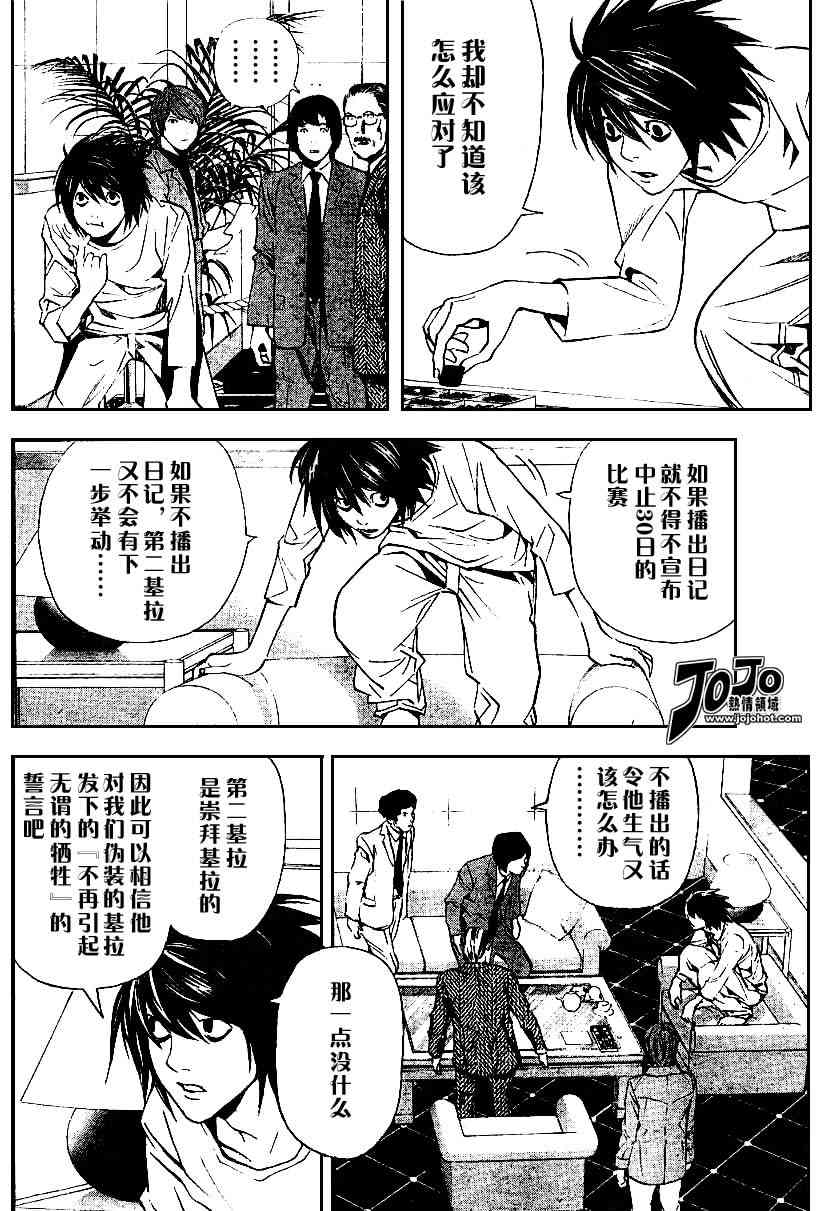 我却不知道该
怎么应对了
……
……
如果播出日记
就不得不宣布
中止30日的
比赛
如果不播出
日记，第二基拉
又不会有下
一步举动……
JOJO
熱情領域
www.jojohot.com
不播出的话
令他生气又
该怎么办
…………
那一点没什么
第二基拉
是崇拜基拉的
因此可以相信他
对我们伪装的基拉
发下的『不再引起
无谓的牺牲』的
誓言吧